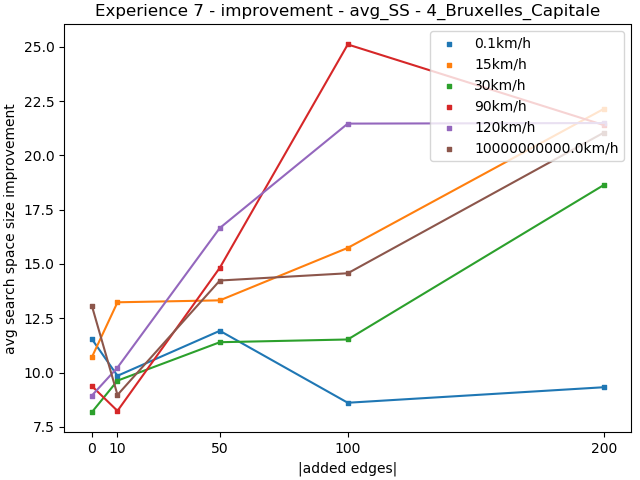 Experience 7 - improvement - avg_SS - 4_Bruxelles_Capitale
avg search space size improvement
25.0
22.5
20.0
17.5
15.0
12.5
10.0
7.5
0.1km/h
15km/h
30km/h
90km/h
120km/h
10000000000.0km/h
0 10 50 100 200
|added edges|